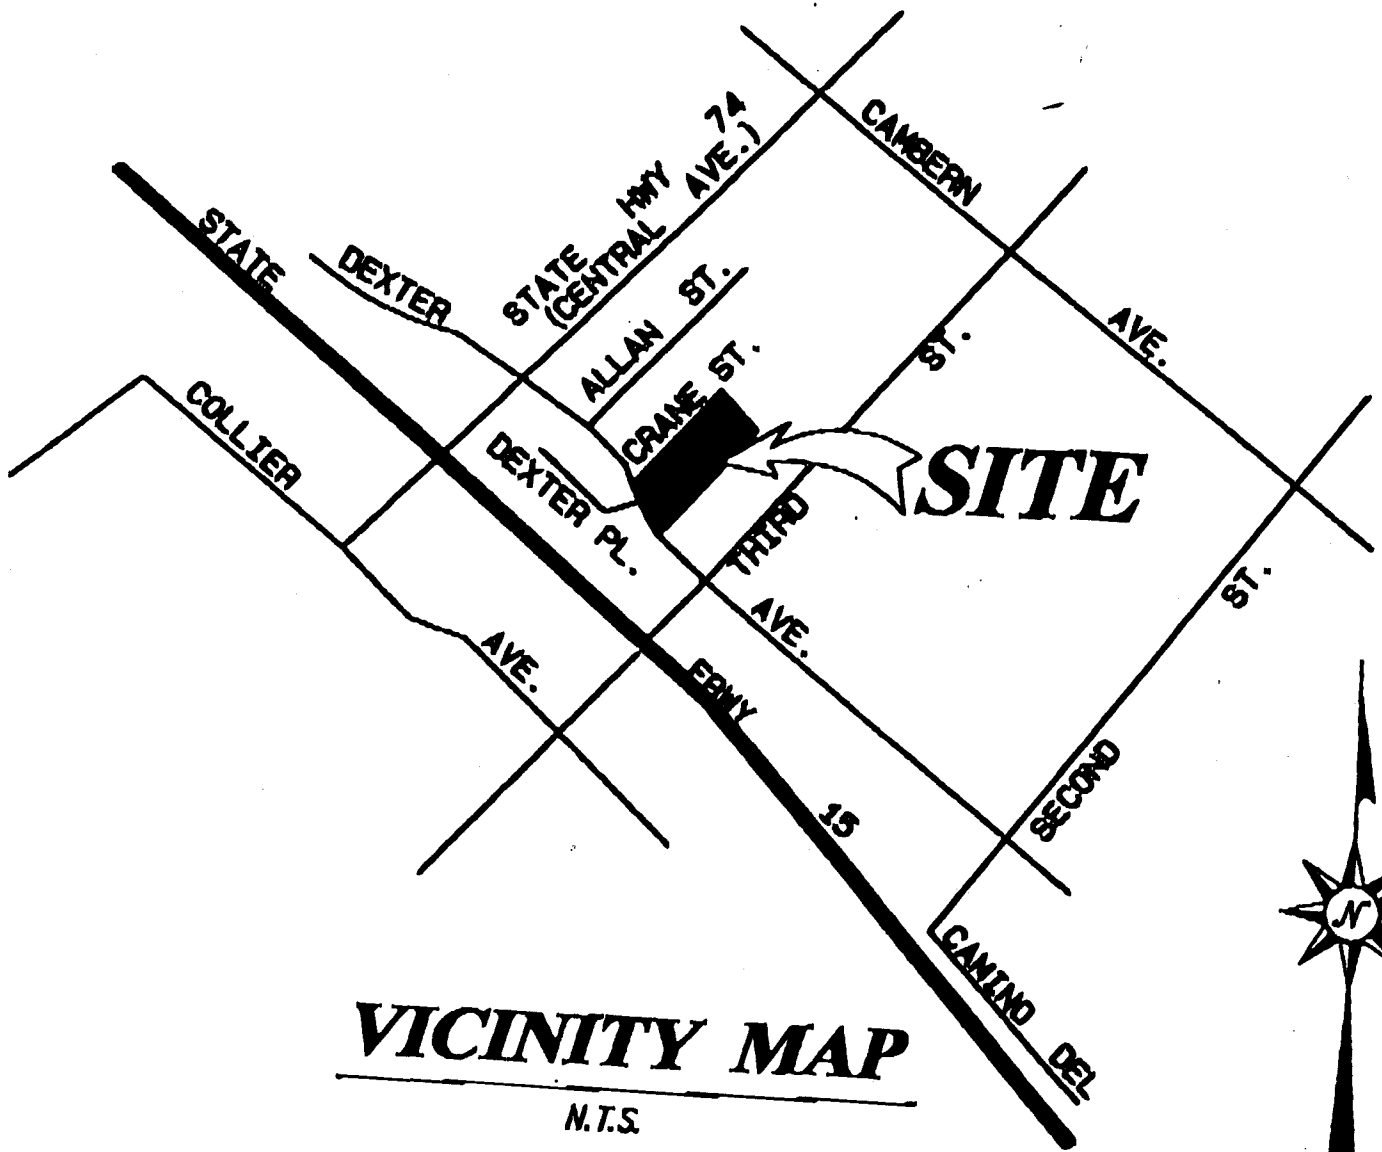 CAMBERN AVE.
STATE HWY 74
(CENTRAL AVE.)
STATE FRWY 15
DEXTER AVE.
ALLAN ST.
CRANE ST.
THIRD ST.
COLLIER AVE.
DEXTER PL.
SITE
SECOND ST.
CAMINO DEL
N
VICINITY MAP
N.T.S.